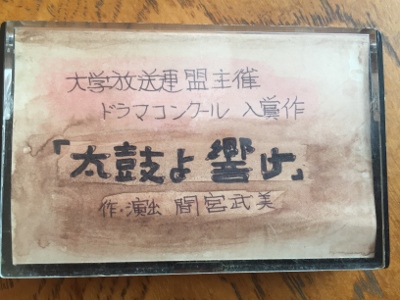 大学放送連盟主催
ドラマコンクール 入賞作
「太鼓よ響け」
作・演出 間宮武美